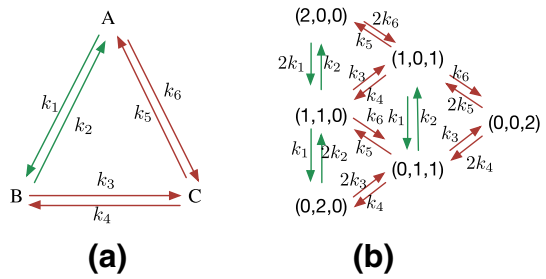 A
k₁
k₂
k₆
k₅
B
k₃
C
k₄
(a)
(2,0,0)
2k₆
k₅
(1,0,1)
2k₁
k₂
k₃
k₄
k₆
2k₅
(1,1,0)
k₆
k₅
k₁
k₂
(0,0,2)
k₁
2k₂
k₃
2k₄
(0,1,1)
2k₃
k₄
(0,2,0)
(b)